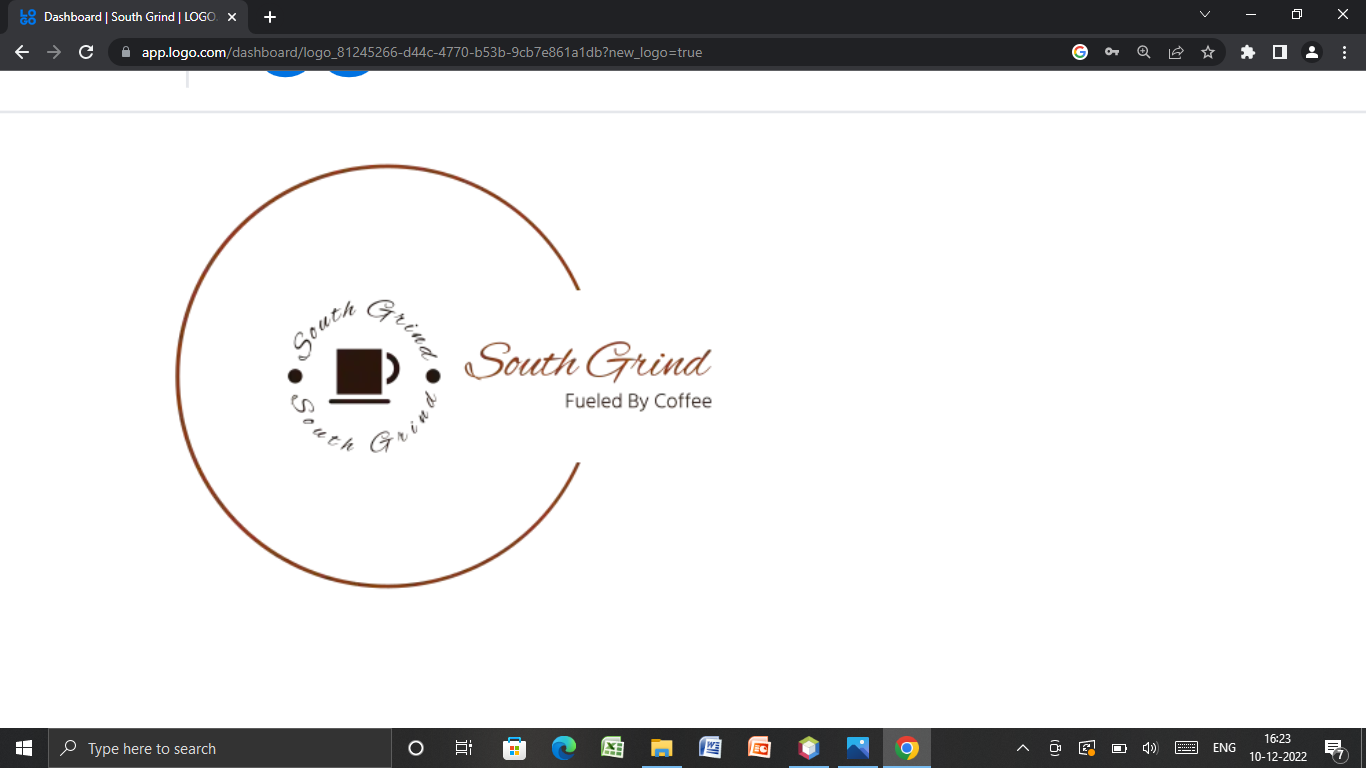 Dashboard | South Grind | LOGO.
app.logo.com/dashboard/logo_81245266-d44c-4770-b53b-9cb7e861a1db?new_logo=true
South Grind
South Grind
South Grind
Fueled By Coffee
Type here to search
ENG
16:23
10-12-2022
7